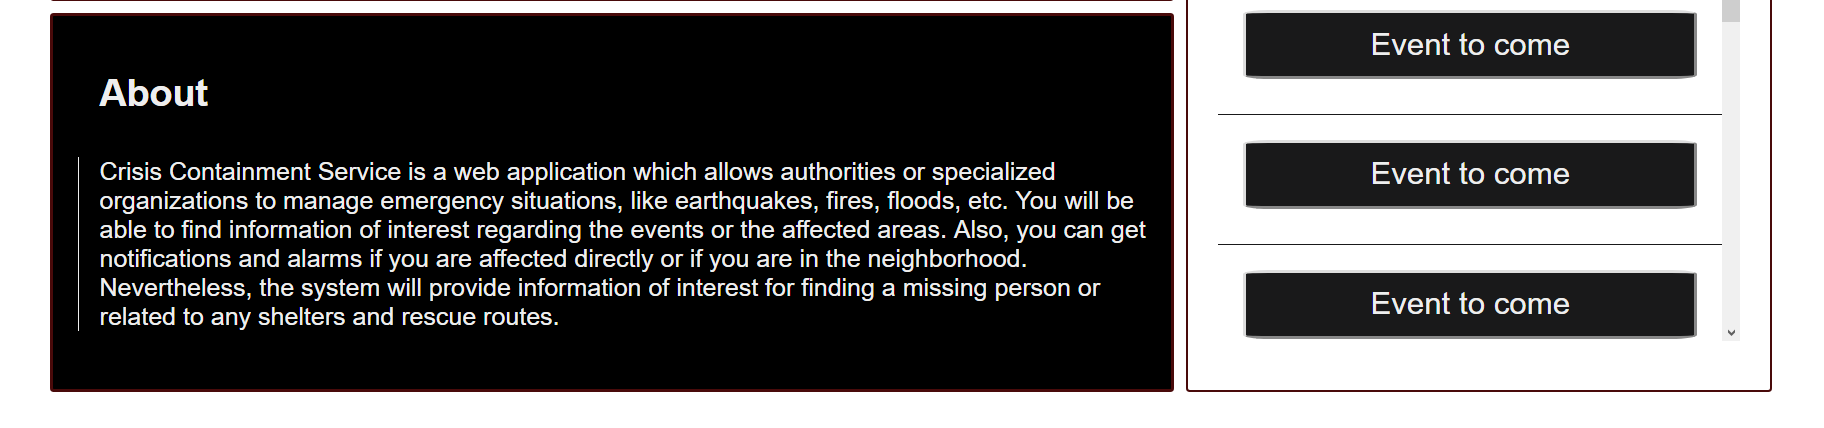 About
Crisis Containment Service is a web application which allows authorities or specialized
organizations to manage emergency situations, like earthquakes, fires, floods, etc. You will be
able to find information of interest regarding the events or the affected areas. Also, you can get
notifications and alarms if you are affected directly or if you are in the neighborhood.
Nevertheless, the system will provide information of interest for finding a missing person or
related to any shelters and rescue routes.
Event to come
Event to come
Event to come